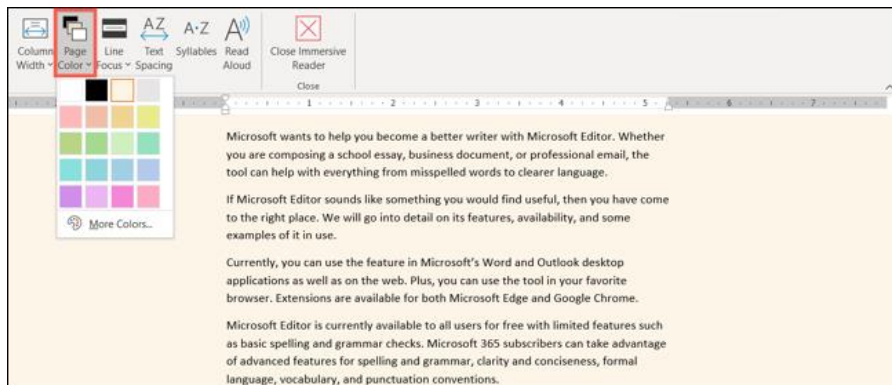 Column Width
Page Color
Line Focus
Text Spacing
Syllables
Read Aloud
Close Immersive Reader
Close
AZ
A·Z
A
More Colors...
1 2 3 4 5 6 7
Microsoft wants to help you become a better writer with Microsoft Editor. Whether
you are composing a school essay, business document, or professional email, the
tool can help with everything from misspelled words to clearer language.
If Microsoft Editor sounds like something you would find useful, then you have come
to the right place. We will go into detail on its features, availability, and some
examples of it in use.
Currently, you can use the feature in Microsoft's Word and Outlook desktop
applications as well as on the web. Plus, you can use the tool in your favorite
browser. Extensions are available for both Microsoft Edge and Google Chrome.
Microsoft Editor is currently available to all users for free with limited features such
as basic spelling and grammar checks. Microsoft 365 subscribers can take advantage
of advanced features for spelling and grammar, clarity and conciseness, formal
language, vocabulary, and punctuation conventions.